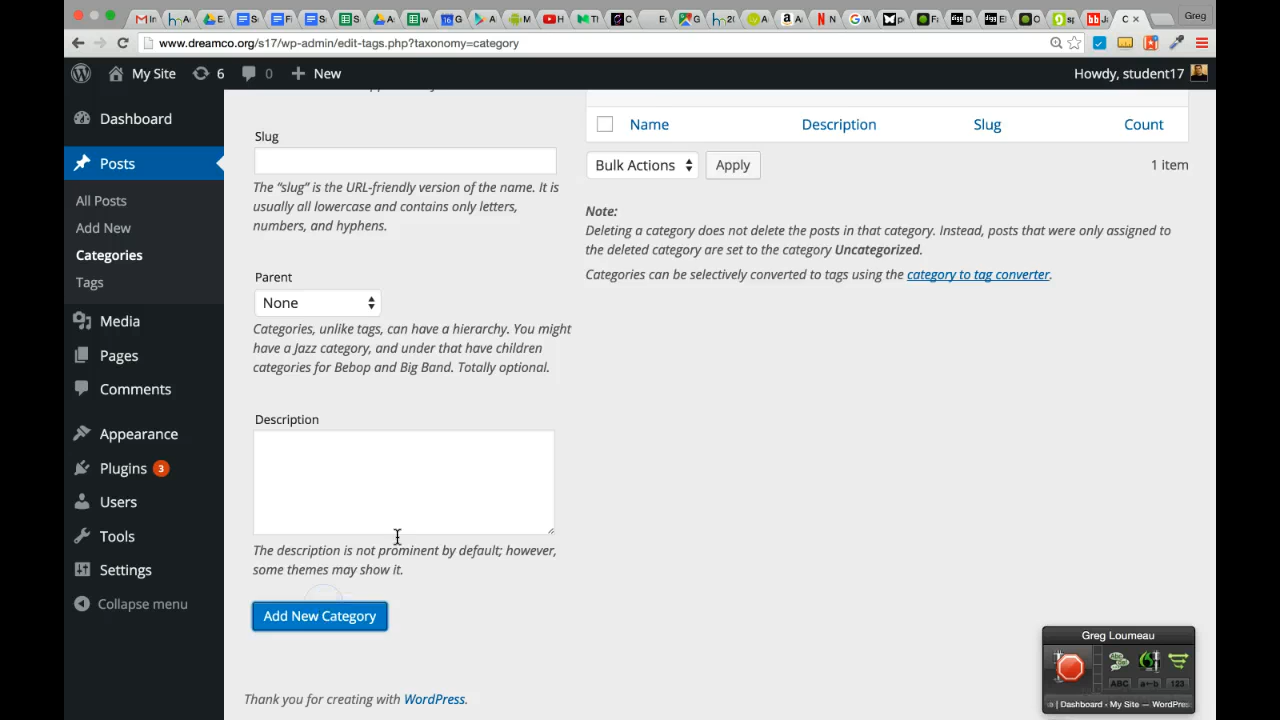 Greg
www.dreamco.org/s17/wp-admin/edit-tags.php?taxonomy=category
My Site 6 0 New Howdy, student17
Dashboard
Posts
All Posts
Add New
Categories
Tags
Media
Pages
Comments
Appearance
Plugins 3
Users
Tools
Settings
Collapse menu
Slug
The “slug” is the URL-friendly version of the name. It is
usually all lowercase and contains only letters,
numbers, and hyphens.
Parent
None
Categories, unlike tags, can have a hierarchy. You might
have a Jazz category, and under that have children
categories for Bebop and Big Band. Totally optional.
Description
The description is not prominent by default; however,
some themes may show it.
Add New Category
Thank you for creating with WordPress.
Name Description Slug Count
Bulk Actions Apply 1 item
Note:
Deleting a category does not delete the posts in that category. Instead, posts that were only assigned to
the deleted category are set to the category Uncategorized.
Categories can be selectively converted to tags using the category to tag converter.
Greg Loumeau
ABC a←b 123
| Dashboard ‹ My Site — WordPres